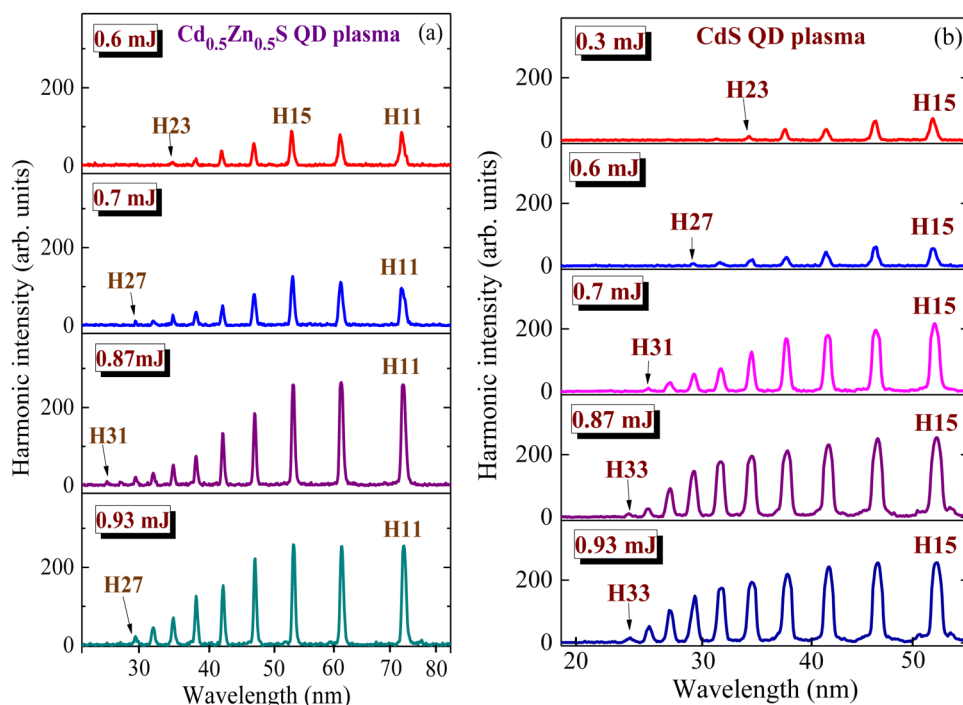 Cd0.5Zn0.5S QD plasma
(a)
0.6 mJ
H23
H15
H11
200
0
0.7 mJ
H27
H11
200
0
0.87mJ
H31
H11
200
0
0.93 mJ
H27
H11
200
0
30 40 50 60 70 80
Wavelength (nm)
Harmonic intensity (arb. units)
CdS QD plasma
(b)
0.3 mJ
H23
H15
200
0
0.6 mJ
H27
H15
200
0
0.7 mJ
H31
H15
200
0
0.87 mJ
H33
H15
200
0
0.93 mJ
H33
H15
200
0
20 30 40 50
Wavelength (nm)
Harmonic intensity (arb. units)